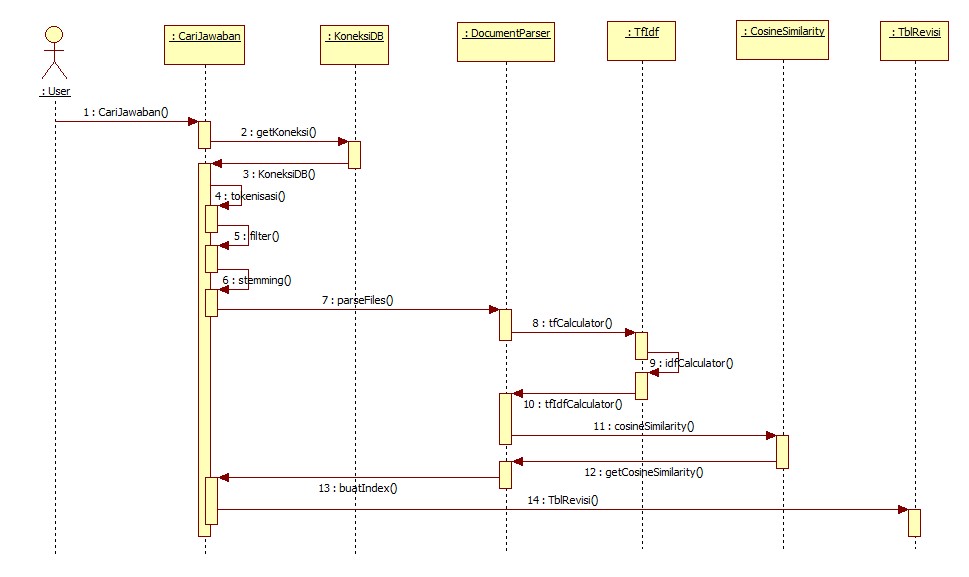 : CariJawaban
: KoneksiDB
: DocumentParser
: TfIdf
: CosineSimilarity
: TblRevisi
: User
1 : CariJawaban()
2 : getKoneksi()
3 : KoneksiDB()
4 : tokenisasi()
5 : filter()
6 : stemming()
7 : parseFiles()
8 : tfCalculator()
9 : idfCalculator()
10 : tfIdfCalculator()
11 : cosineSimilarity()
12 : getCosineSimilarity()
13 : buatIndex()
14 : TblRevisi()